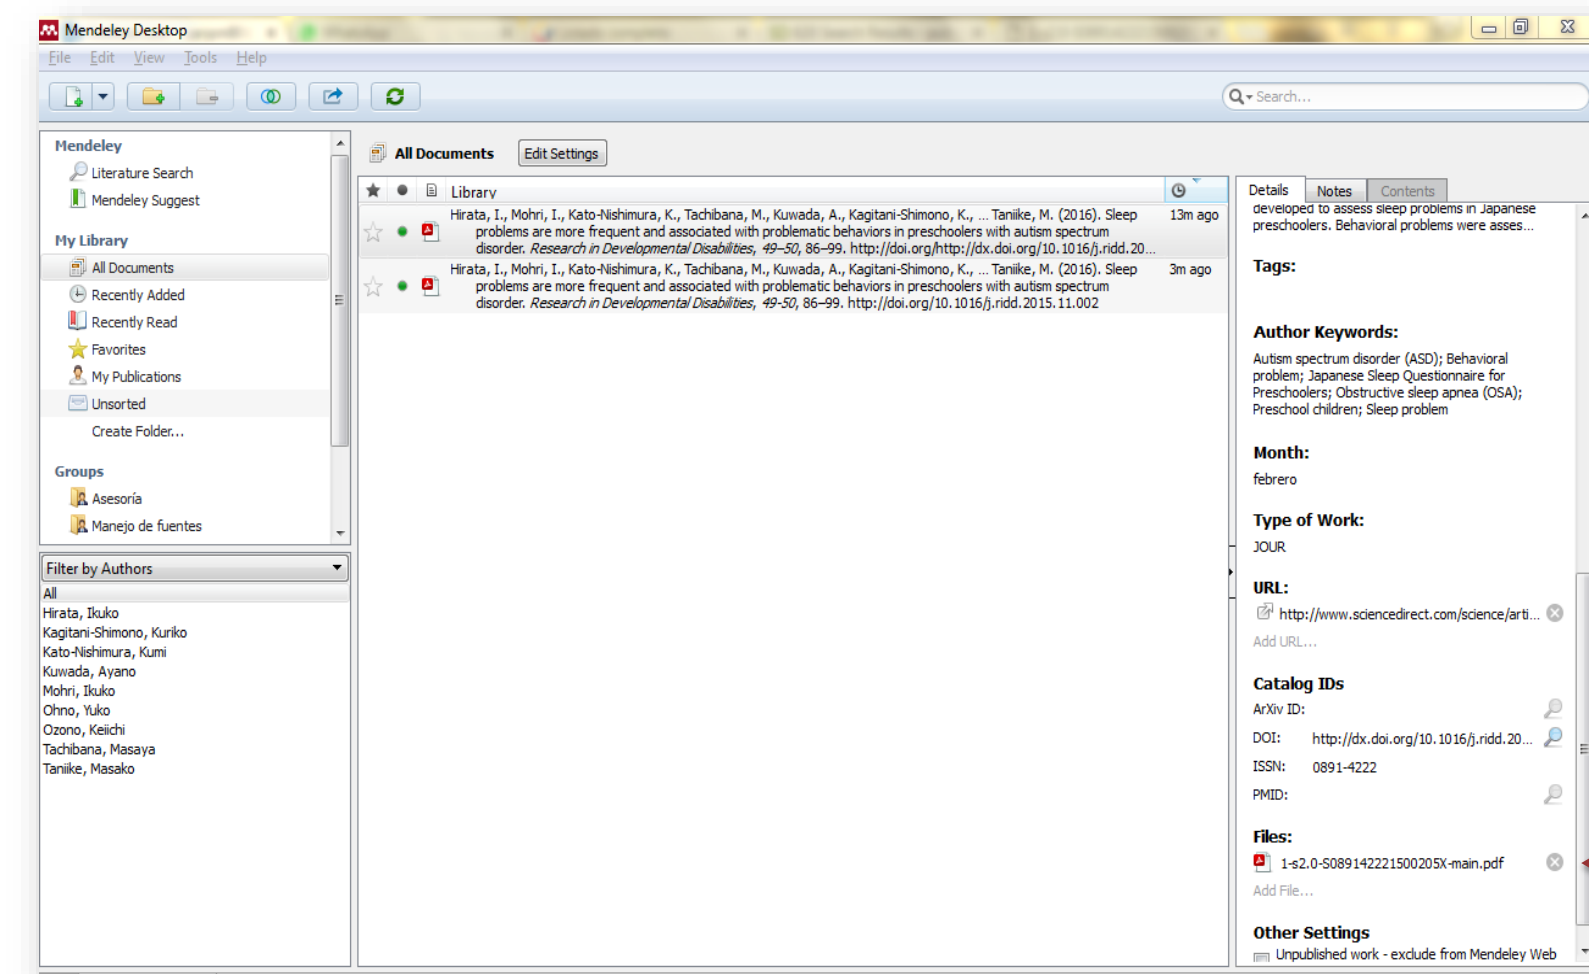 Mendeley Desktop
File Edit View Tools Help
Search...
Mendeley
Literature Search
Mendeley Suggest
My Library
All Documents
Recently Added
Recently Read
Favorites
My Publications
Unsorted
Create Folder...
Groups
Asesoría
Manejo de fuentes
Filter by Authors
All
Hirata, Ikuko
Kagitani-Shimono, Kuriko
Kato-Nishimura, Kumi
Kuwada, Ayano
Mohri, Ikuko
Ohno, Yuko
Ozono, Keiichi
Tachibana, Masaya
Taniike, Masako
All Documents Edit Settings
Library
Hirata, I., Mohri, I., Kato-Nishimura, K., Tachibana, M., Kuwada, A., Kagitani-Shimono, K., ... Taniike, M. (2016). Sleep 13m ago
problems are more frequent and associated with problematic behaviors in preschoolers with autism spectrum
disorder. Research in Developmental Disabilities, 49–50, 86–99. http://doi.org/http://dx.doi.org/10.1016/j.ridd.20...
Hirata, I., Mohri, I., Kato-Nishimura, K., Tachibana, M., Kuwada, A., Kagitani-Shimono, K., ... Taniike, M. (2016). Sleep 3m ago
problems are more frequent and associated with problematic behaviors in preschoolers with autism spectrum
disorder. Research in Developmental Disabilities, 49-50, 86–99. http://doi.org/10.1016/j.ridd.2015.11.002
Details Notes Contents
developed to assess sleep problems in Japanese
preschoolers. Behavioral problems were asses...
Tags:
Author Keywords:
Autism spectrum disorder (ASD); Behavioral
problem; Japanese Sleep Questionnaire for
Preschoolers; Obstructive sleep apnea (OSA);
Preschool children; Sleep problem
Month:
febrero
Type of Work:
JOUR
URL:
http://www.sciencedirect.com/science/arti...
Add URL...
Catalog IDs
ArXiv ID:
DOI: http://dx.doi.org/10.1016/j.ridd.20...
ISSN: 0891-4222
PMID:
Files:
1-s2.0-S089142221500205X-main.pdf
Add File...
Other Settings
Unpublished work - exclude from Mendeley Web